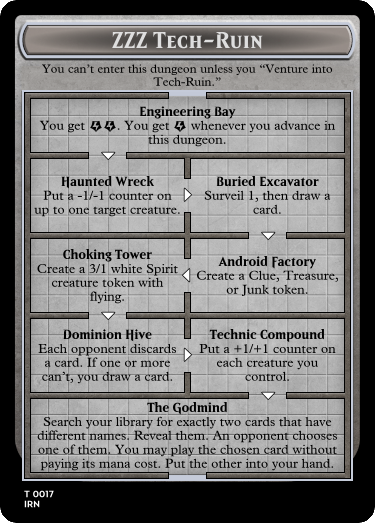 ZZZ Tech-Ruin
You can't enter this dungeon unless you "Venture into
Tech-Ruin."
Engineering Bay
You get . You get whenever you advance in
this dungeon.
Haunted Wreck
Put a -1/-1 counter on
up to one target creature.
Buried Excavator
Surveil 1, then draw a
card.
Choking Tower
Create a 3/1 white Spirit
creature token with
flying.
Android Factory
Create a Clue, Treasure,
or Junk token.
Dominion Hive
Each opponent discards
a card. If one or more
can't, you draw a card.
Technic Compound
Put a +1/+1 counter on
each creature you
control.
The Godmind
Search your library for exactly two cards that have
different names. Reveal them. An opponent chooses
one of them. You may play the chosen card without
paying its mana cost. Put the other into your hand.
T 0017
IRN